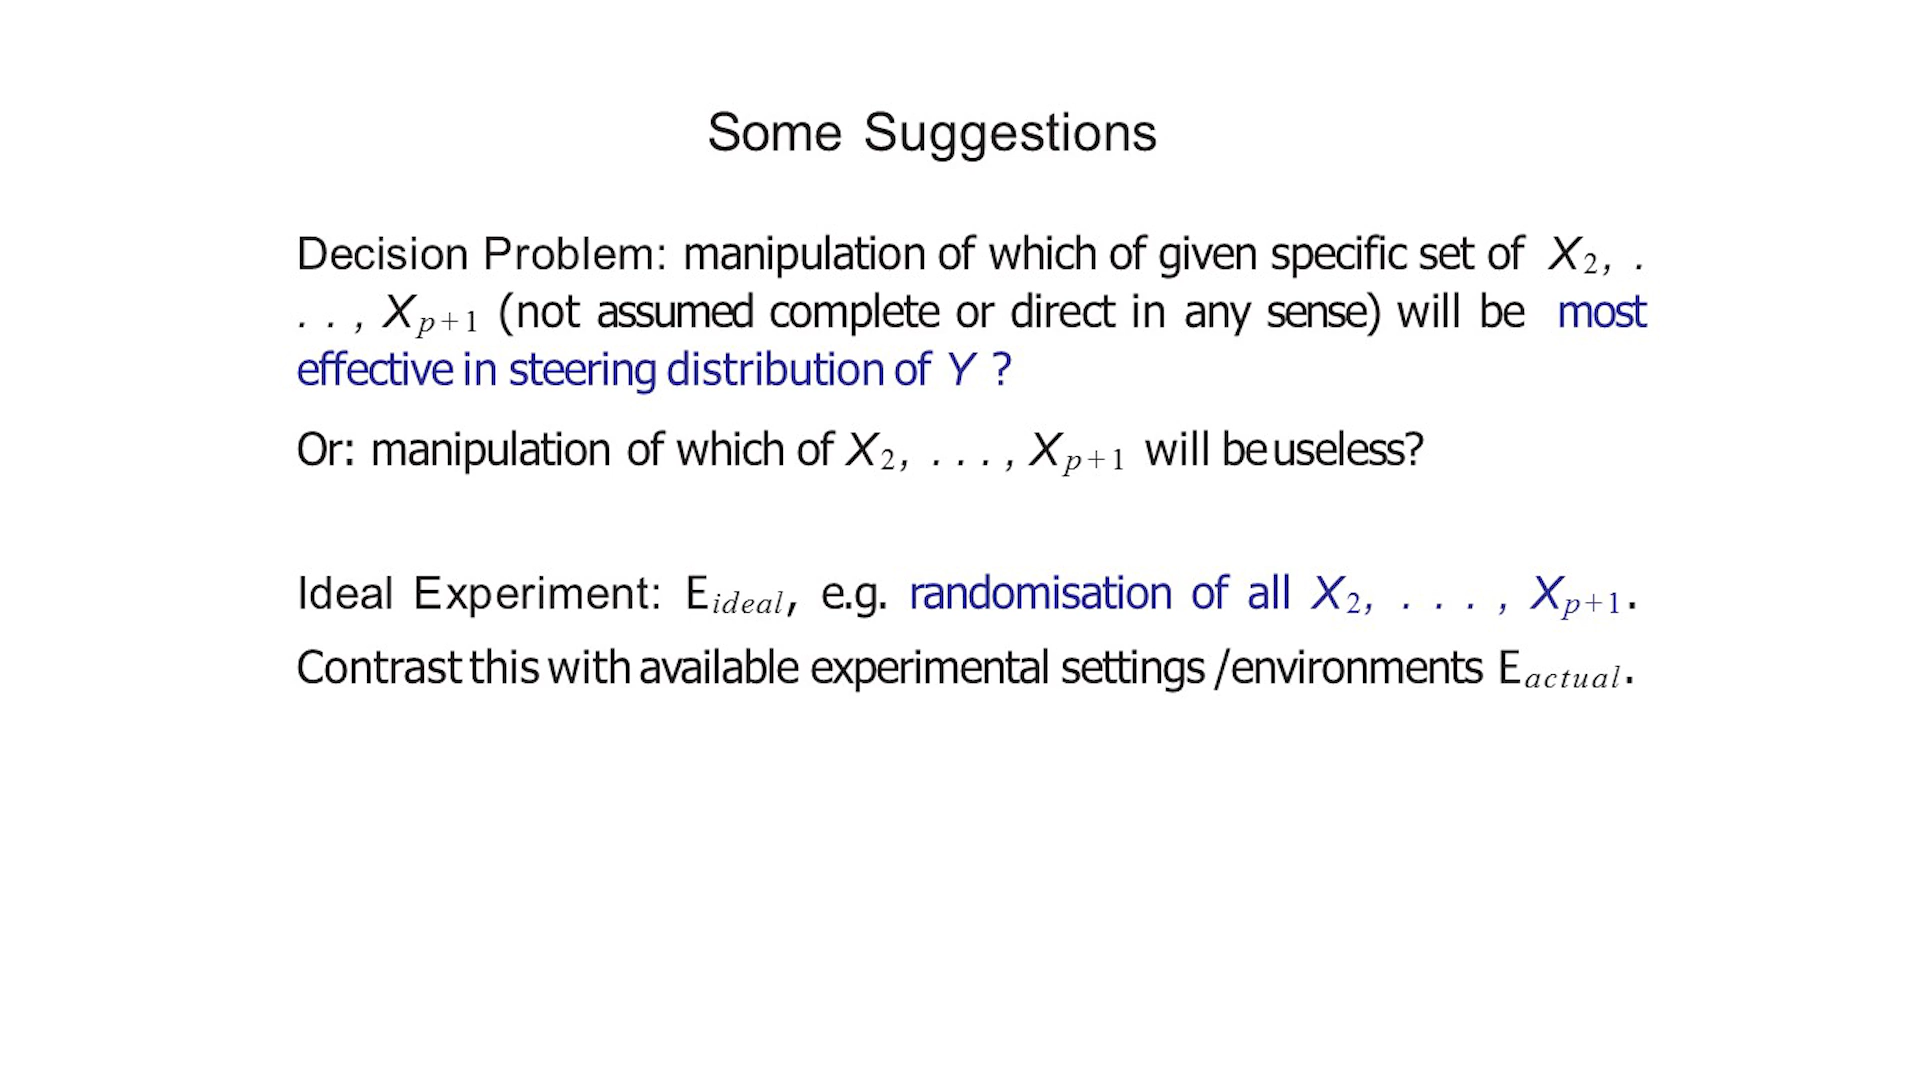 Some Suggestions
Decision Problem: manipulation of which of given specific set of X₂, .
. . , Xₚ₊₁ (not assumed complete or direct in any sense) will be most
effective in steering distribution of Y ?
Or: manipulation of which of X₂, . . . , Xₚ₊₁ will be useless?
Ideal Experiment: E_ideal, e.g. randomisation of all X₂, . . . , Xₚ₊₁.
Contrast this with available experimental settings /environments E_actual.